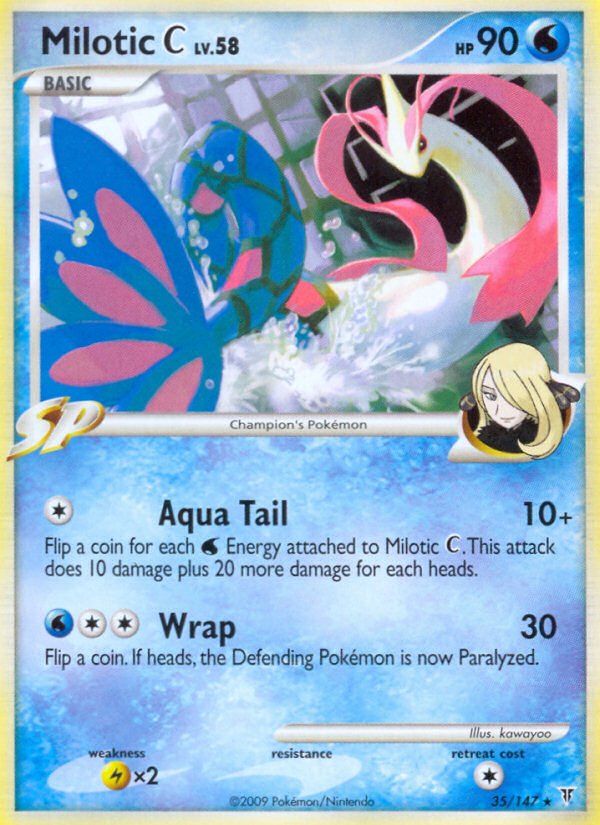 Milotic C LV.58 HP 90
BASIC
SP
Champion's Pokémon
Aqua Tail 10+
Flip a coin for each Energy attached to Milotic C. This attack
does 10 damage plus 20 more damage for each heads.
Wrap 30
Flip a coin. If heads, the Defending Pokémon is now Paralyzed.
Illus. kawayoo
weakness resistance retreat cost
×2
©2009 Pokémon/Nintendo 35/147 ★